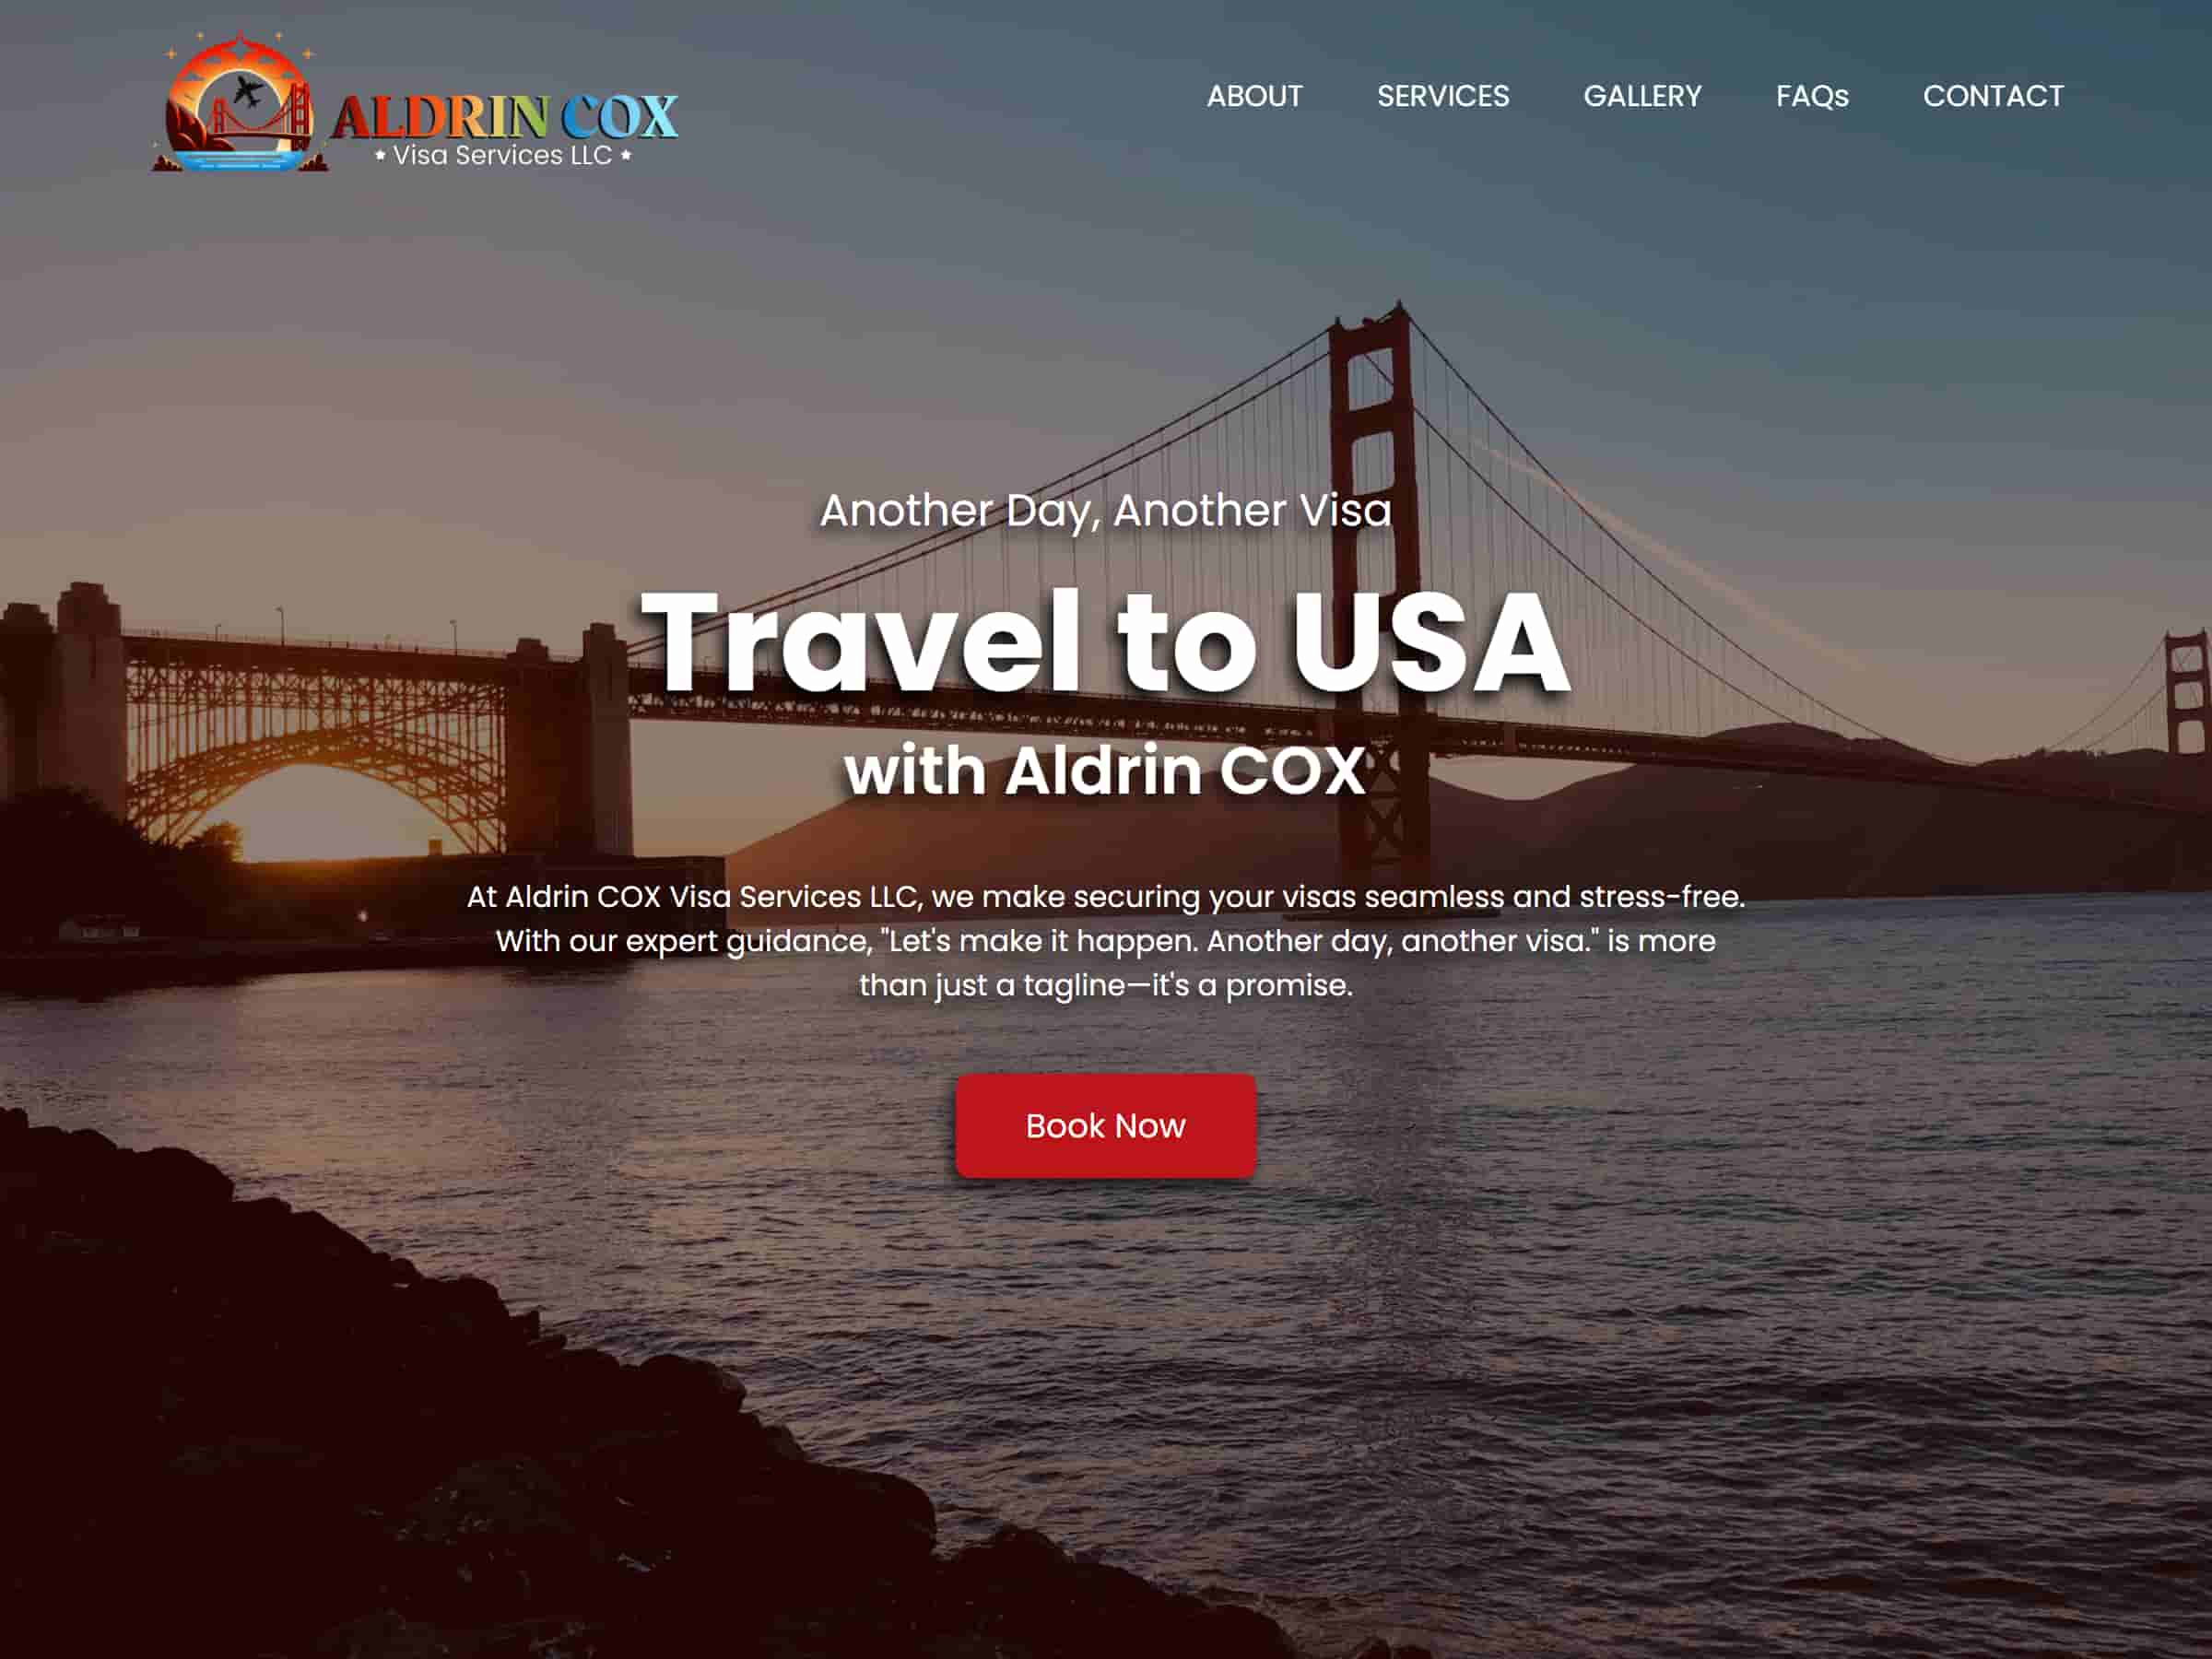 ALDRIN COX
Visa Services LLC
ABOUT SERVICES GALLERY FAQs CONTACT
Another Day, Another Visa
Travel to USA
with Aldrin COX
At Aldrin COX Visa Services LLC, we make securing your visas seamless and stress-free.
With our expert guidance, "Let's make it happen. Another day, another visa." is more
than just a tagline—it's a promise.
Book Now